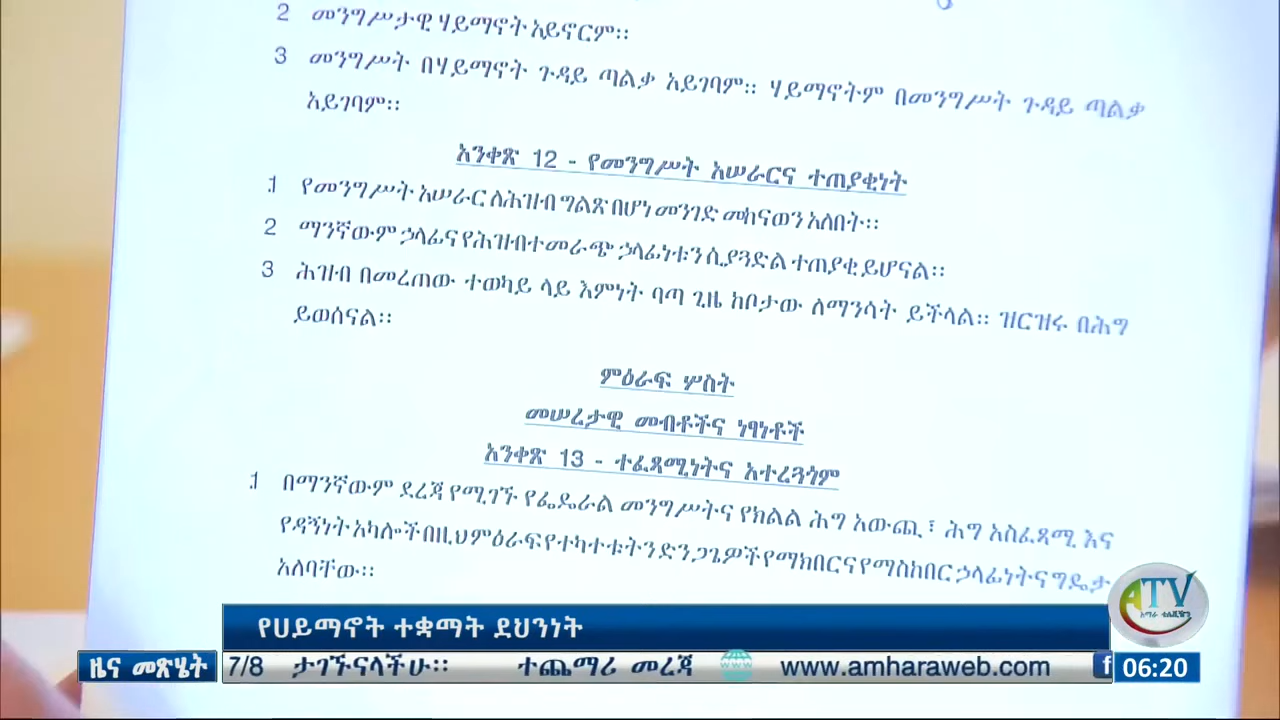 2 መንግሥታዊ ሃይማኖት አይኖርም፡፡
3 መንግሥት በሃይማኖት ጉዳይ ጣልቃ አይገባም፡፡ ሃይማኖትም በመንግሥት ጉዳይ ጣልቃ
አይገባም፡፡
አንቀጽ 12 - የመንግሥት አሠራርና ተጠያቂነት
1 የመንግሥት አሠራር ለሕዝብ ግልጽ በሆነ መንገድ መከናወን አለበት፡፡
2 ማንኛውም ኃላፊና የሕዝብ ተመራጭ ኃላፊነቱን ሲያጓድል ተጠያቂ ይሆናል፡፡
3 ሕዝብ በመረጠው ተወካይ ላይ እምነት ባጣ ጊዜ ከቦታው ለማንሳት ይችላል፡፡ ዝርዝሩ በሕግ
ይወሰናል፡፡
ምዕራፍ ሦስት
መሠረታዊ መብቶችና ነፃነቶች
አንቀጽ 13 - ተፈጻሚነትና አተረጓጎም
1 በማንኛውም ደረጃ የሚገኙ የፌዴራል መንግሥትና የክልል ሕግ አውጪ፣ ሕግ አስፈጻሚ እና
የዳኝነት አካሎች በዚህ ምዕራፍ የተካተቱትን ድንጋጌዎች የማክበርና የማስከበር ኃላፊነትና ግዴታ
አለባቸው፡፡
ATV
አማራ ቴሌቪዥን
የሀይማኖት ተቋማት ደህንነት
ዜና መጽሄት 7/8 ታገኙናላችሁ፡፡ ተጨማሪ መረጃ www.amharaweb.com f 06:20